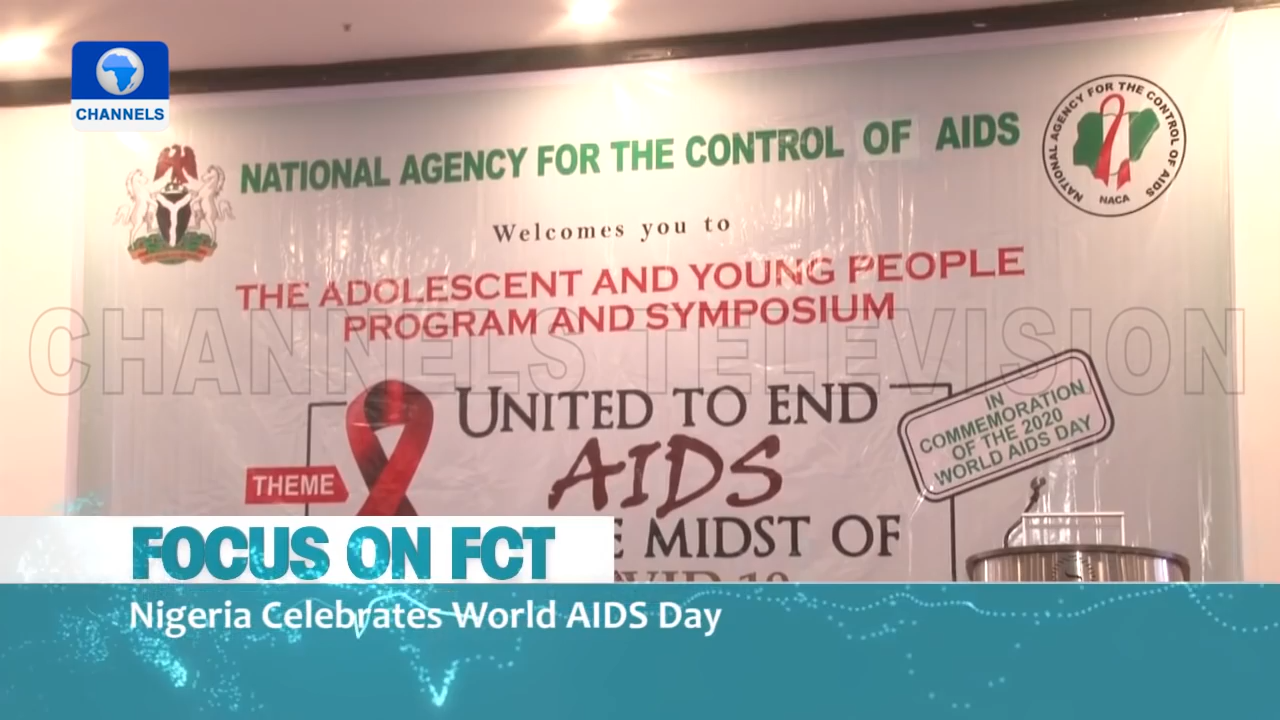 CHANNELS
NATIONAL AGENCY FOR THE CONTROL OF AIDS
NATIONAL AGENCY FOR THE CONTROL OF AIDS
NACA
Welcomes you to
THE ADOLESCENT AND YOUNG PEOPLE
PROGRAM AND SYMPOSIUM
CHANNELS TELEVISION
THEME
UNITED TO END
AIDS
MIDST OF
IN
COMMEMORATION
OF THE 2020
WORLD AIDS DAY
FOCUS ON FCT
Nigeria Celebrates World AIDS Day